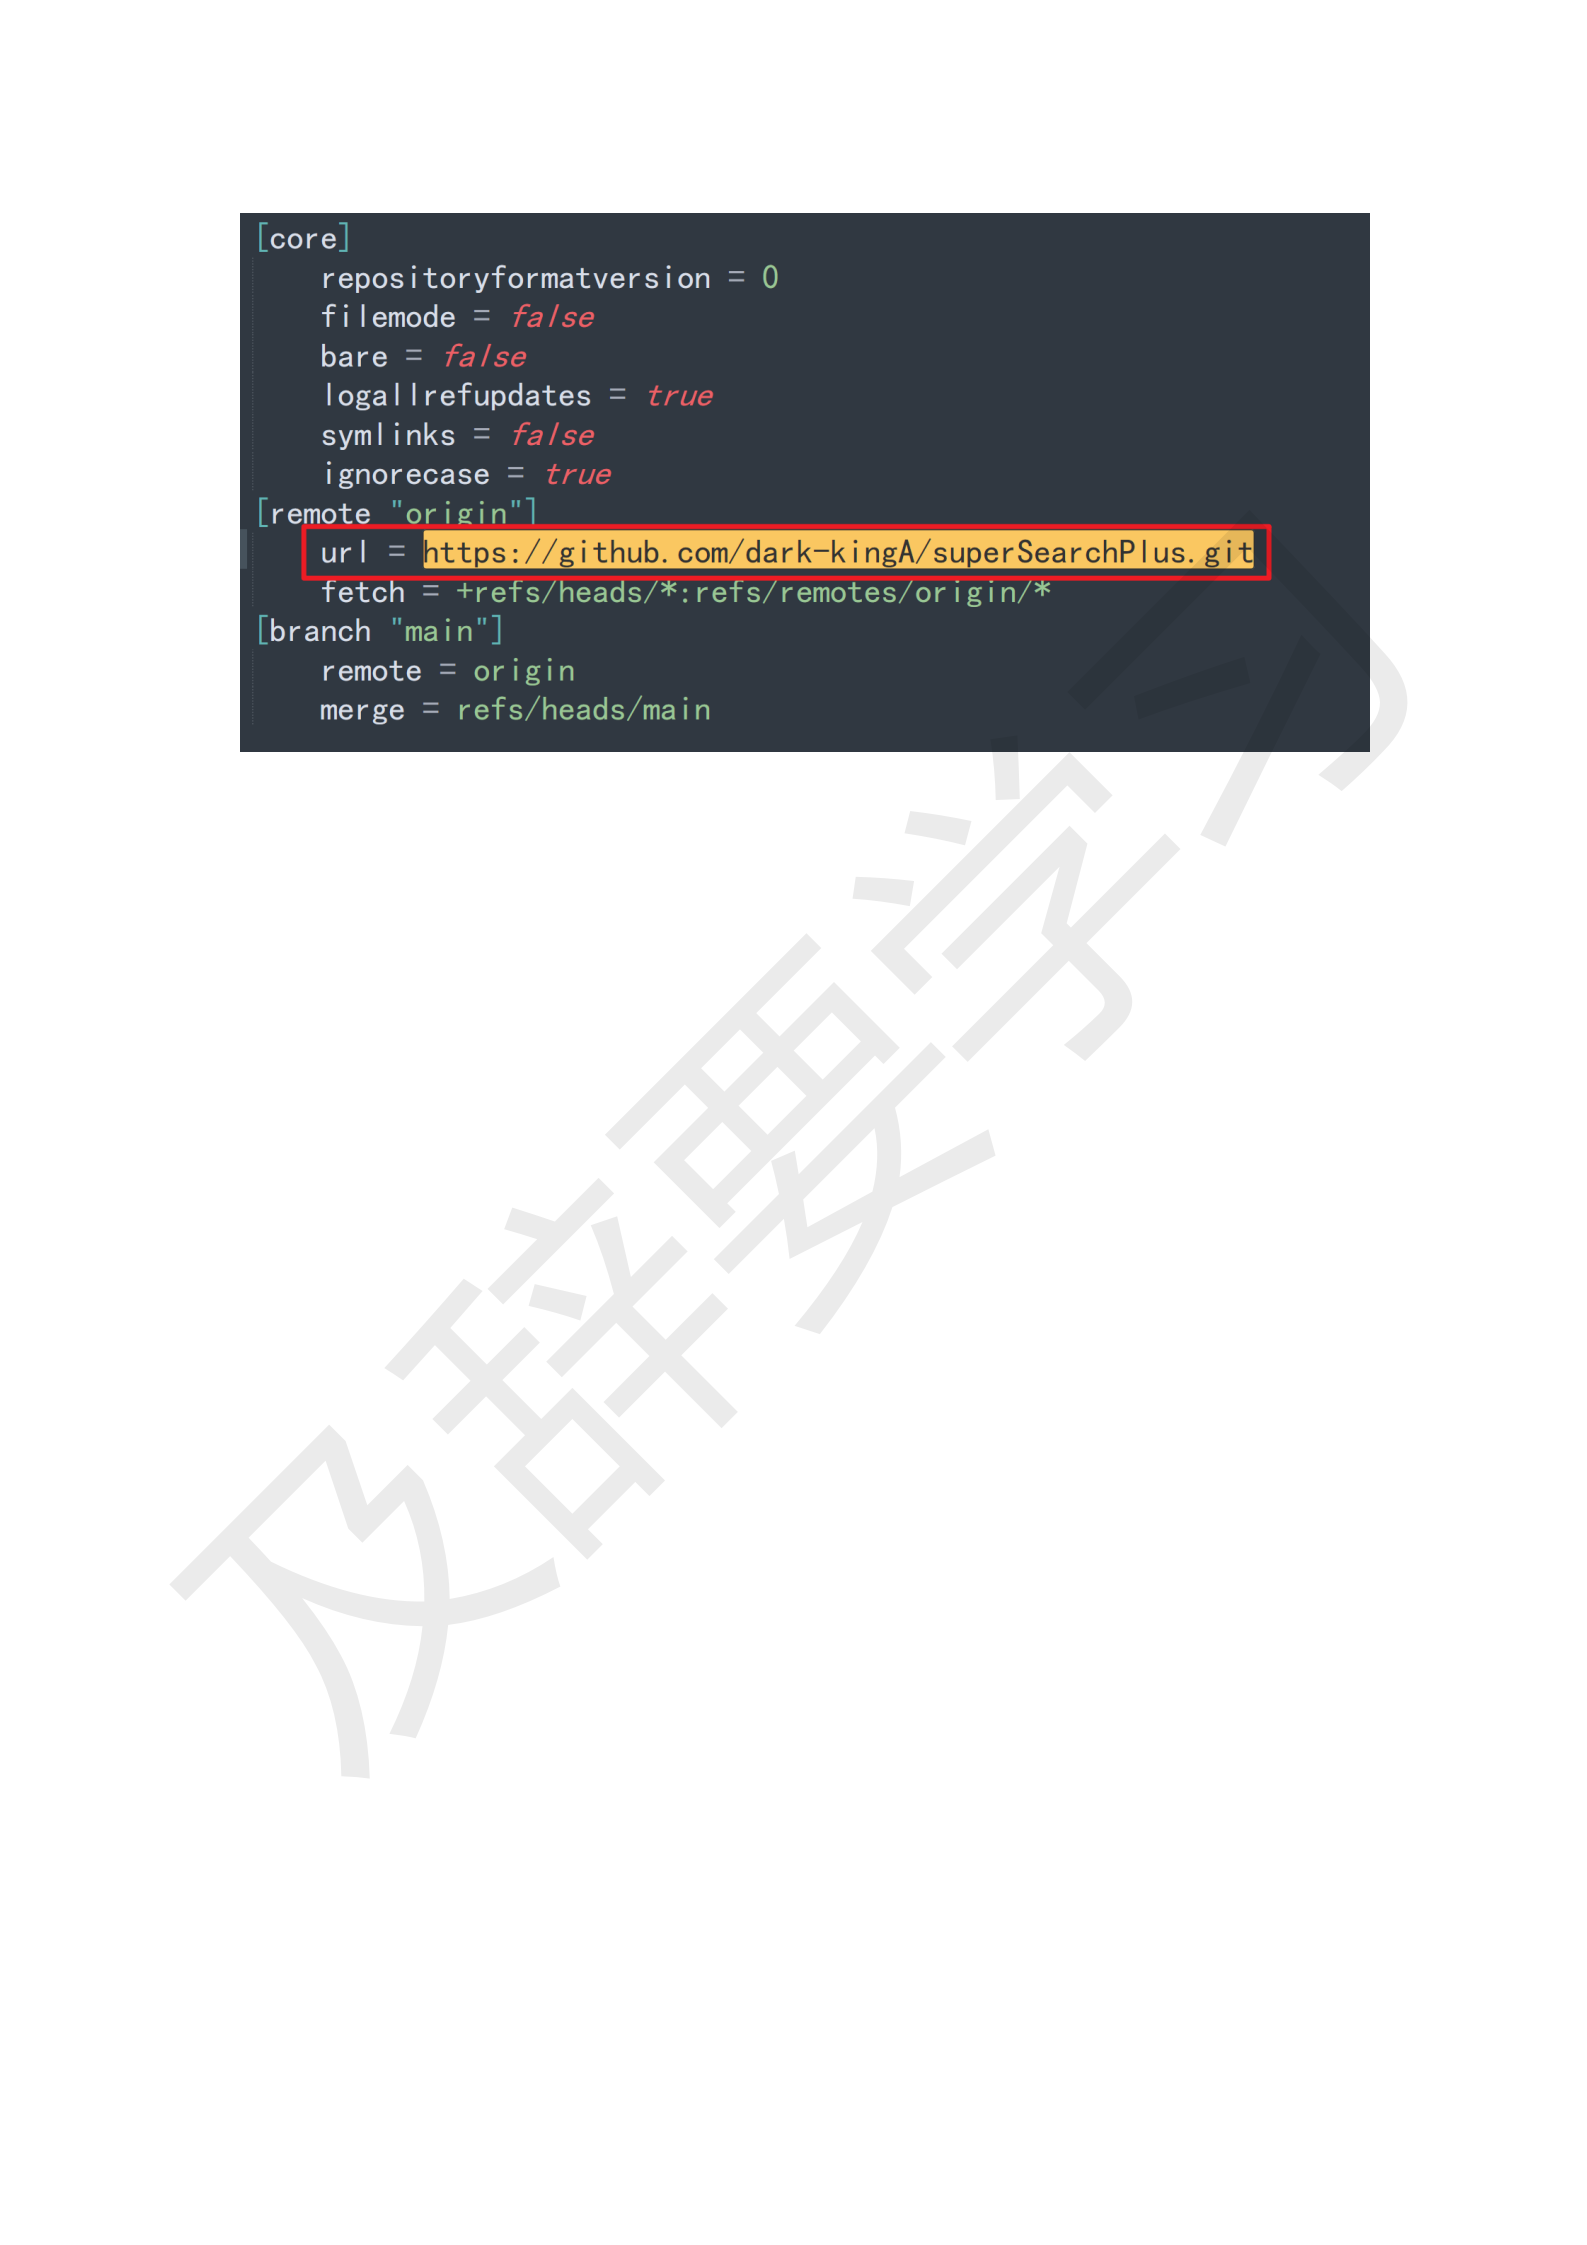 [core]
repositoryformatversion = 0
filemode = false
bare = false
logallrefupdates = true
symlinks = false
ignorecase = true
[remote "origin"]
url = https://github.com/dark-kingA/superSearchPlus.git
fetch = +refs/heads/*:refs/remotes/origin/*
[branch "main"]
remote = origin
merge = refs/heads/main
及辞要学习